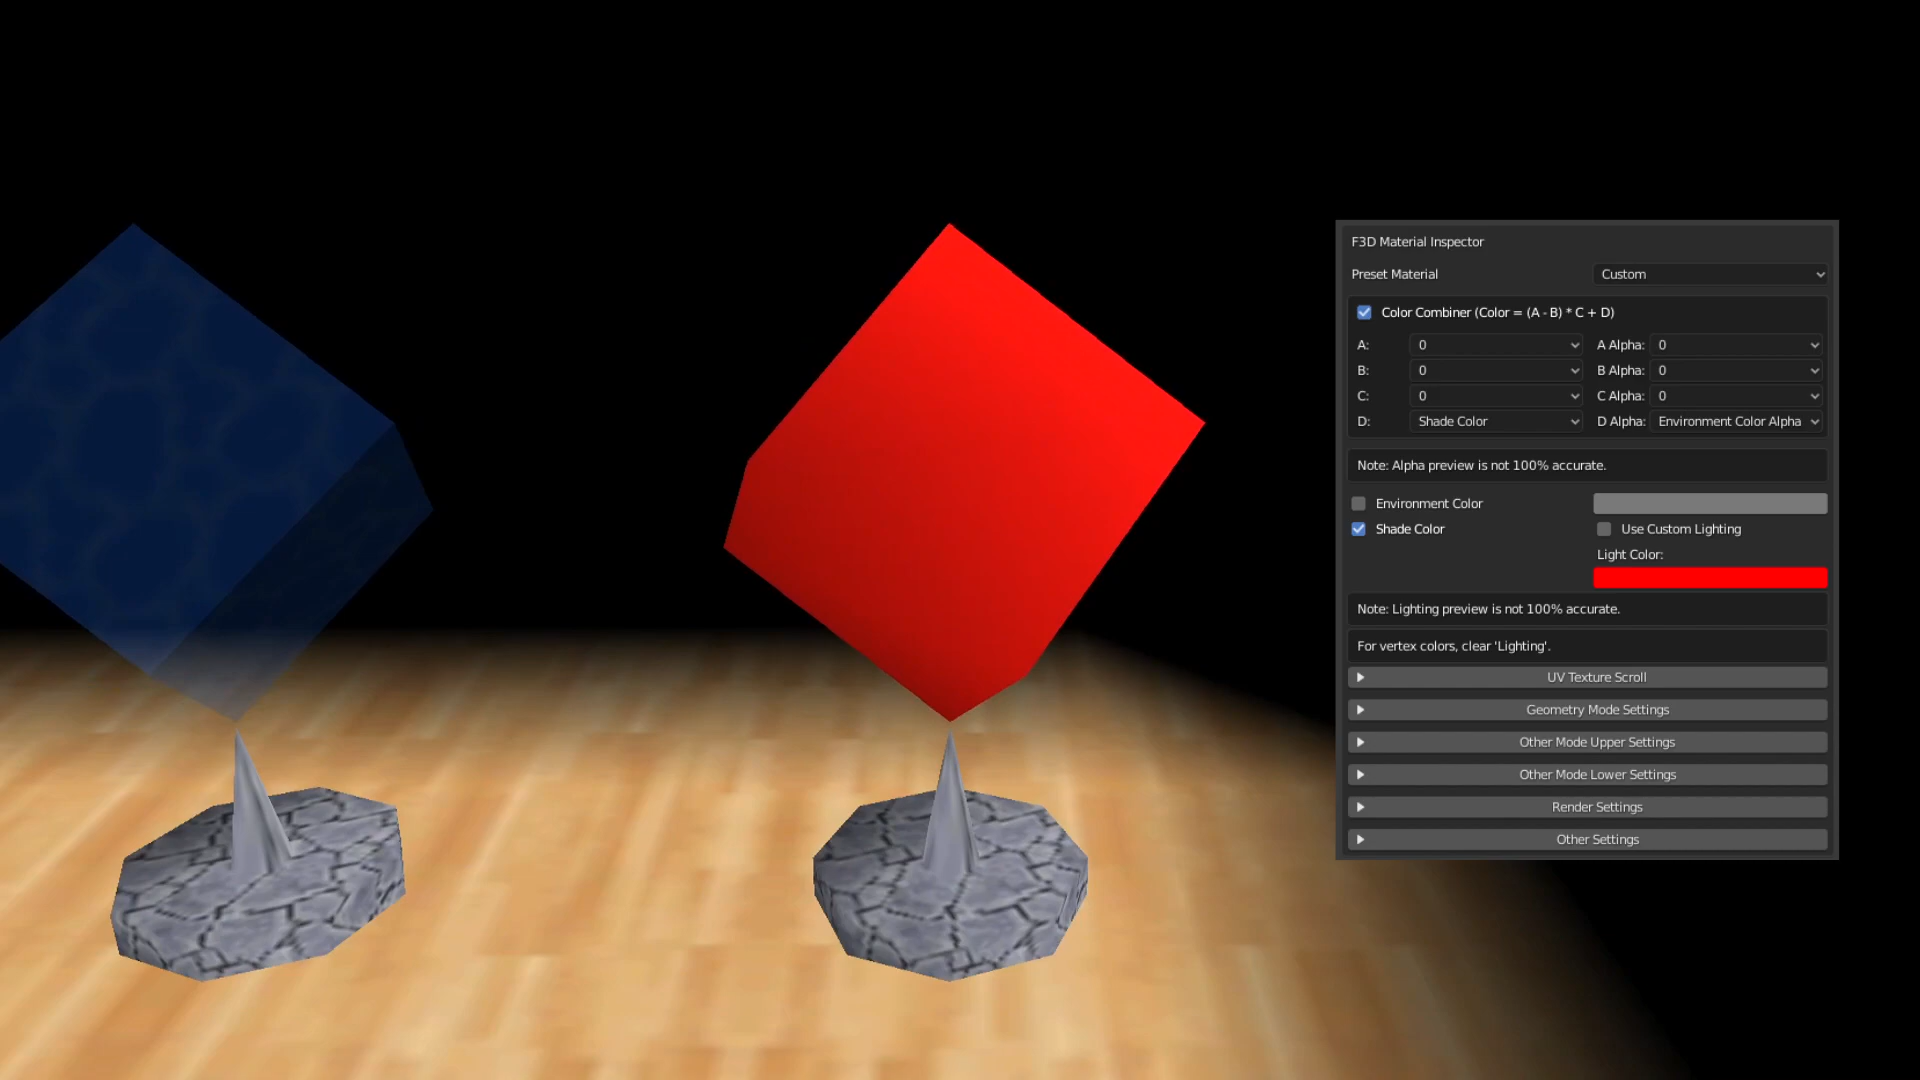 F3D Material Inspector
Preset Material Custom
Color Combiner (Color = (A - B) * C + D)
A: 0 A Alpha: 0
B: 0 B Alpha: 0
C: 0 C Alpha: 0
D: Shade Color D Alpha: Environment Color Alpha
Note: Alpha preview is not 100% accurate.
Environment Color
Shade Color Use Custom Lighting
Light Color:
Note: Lighting preview is not 100% accurate.
For vertex colors, clear 'Lighting'.
UV Texture Scroll
Geometry Mode Settings
Other Mode Upper Settings
Other Mode Lower Settings
Render Settings
Other Settings